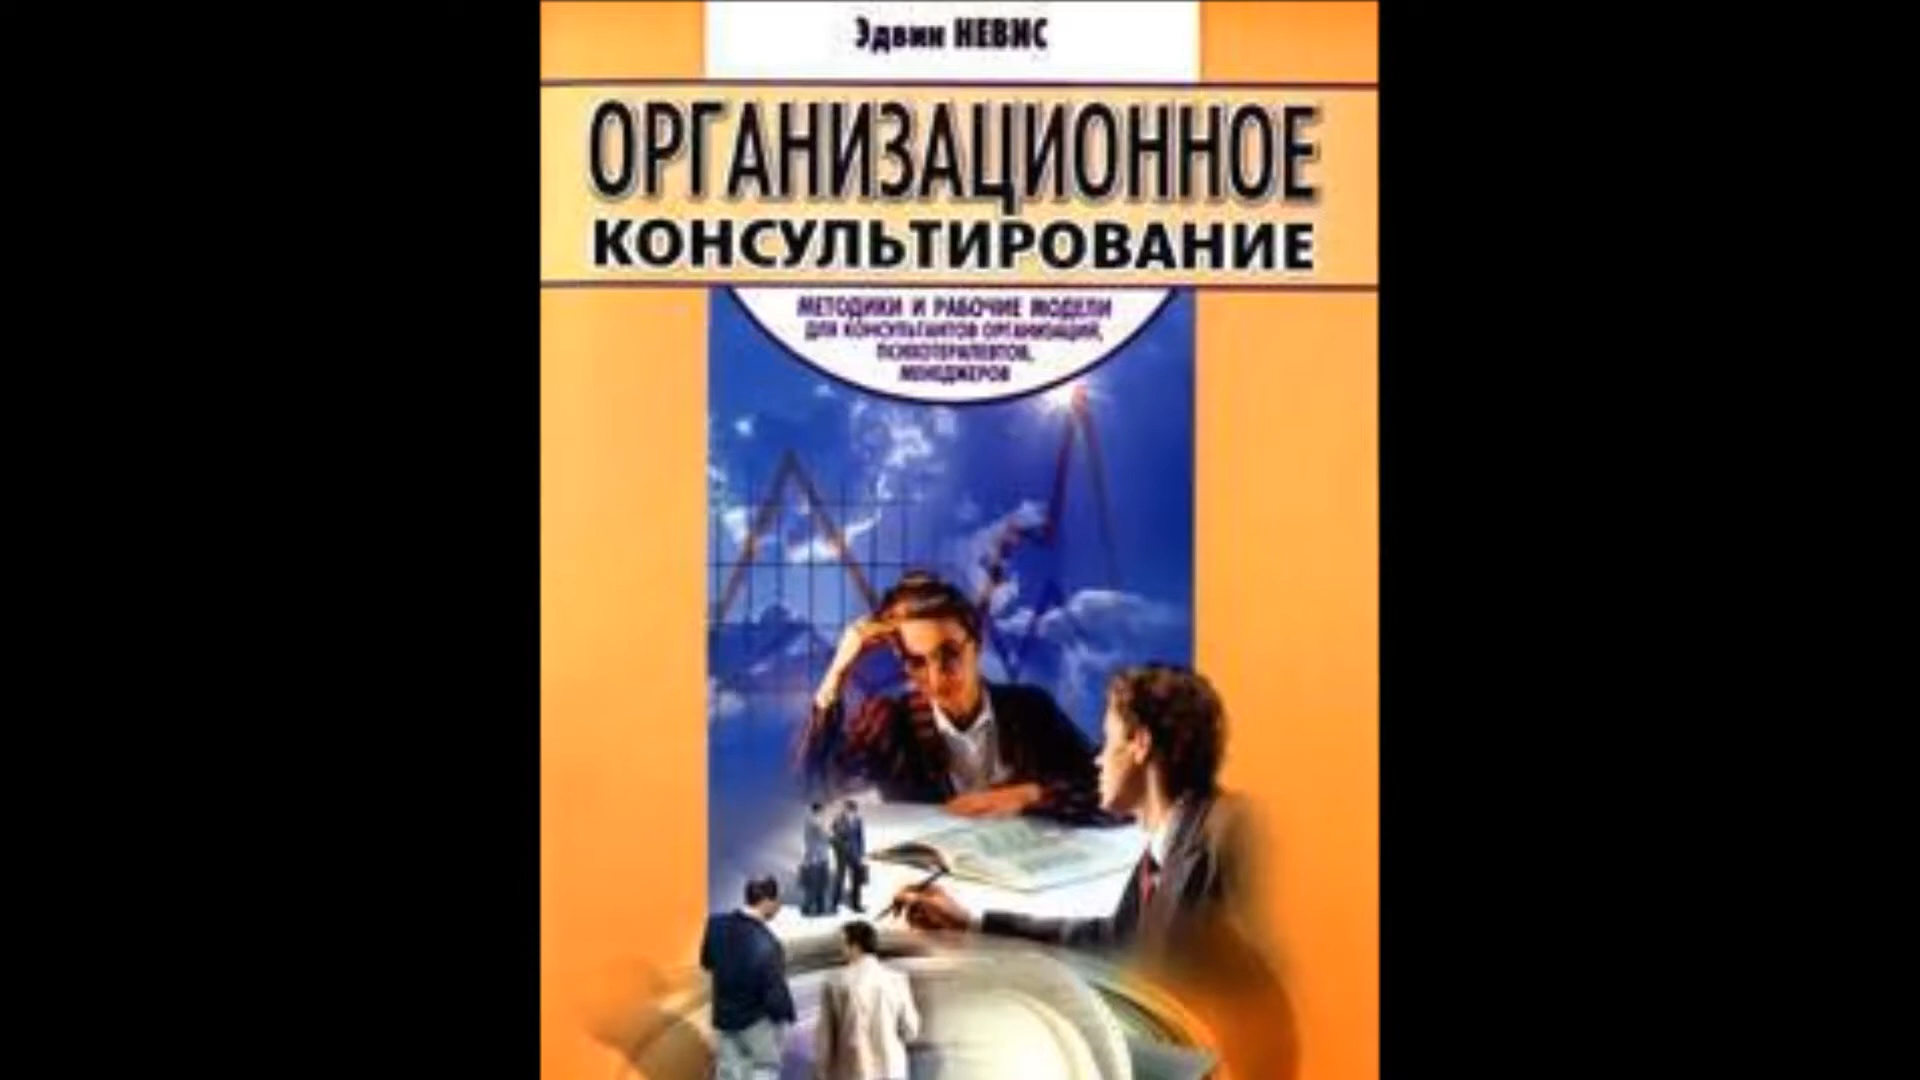 Эдвин НЕВИС
ОРГАНИЗАЦИОННОЕ
КОНСУЛЬТИРОВАНИЕ
МЕТОДИКИ И РАБОЧИЕ МОДЕЛИ
ДЛЯ КОНСУЛЬТАНТОВ ОРГАНИЗАЦИЙ,
ПСИХОТЕРАПЕВТОВ,
МЕНЕДЖЕРОВ